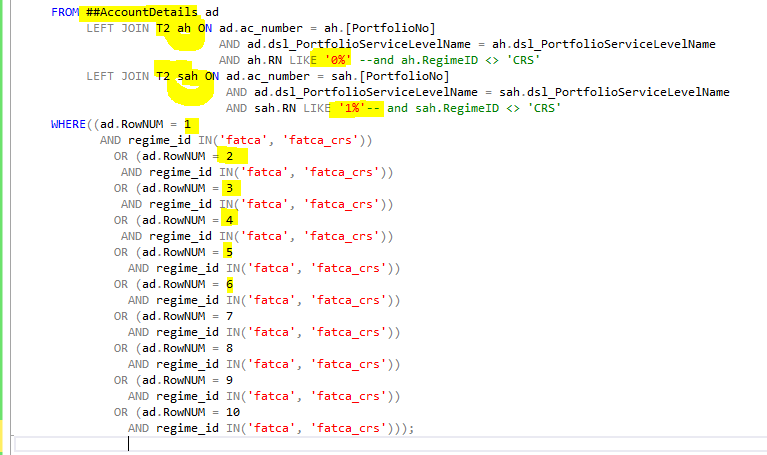 FROM ##AccountDetails ad
LEFT JOIN T2 ah ON ad.ac_number = ah.[PortfolioNo]
AND ad.dsl_PortfolioServiceLevelName = ah.dsl_PortfolioServiceLevelName
AND ah.RN LIKE '0%' --and ah.RegimeID <> 'CRS'
LEFT JOIN T2 sah ON ad.ac_number = sah.[PortfolioNo]
AND ad.dsl_PortfolioServiceLevelName = sah.dsl_PortfolioServiceLevelName
AND sah.RN LIKE '1%'-- and sah.RegimeID <> 'CRS'
WHERE((ad.RowNUM = 1
AND regime_id IN('fatca', 'fatca_crs'))
OR (ad.RowNUM = 2
AND regime_id IN('fatca', 'fatca_crs'))
OR (ad.RowNUM = 3
AND regime_id IN('fatca', 'fatca_crs'))
OR (ad.RowNUM = 4
AND regime_id IN('fatca', 'fatca_crs'))
OR (ad.RowNUM = 5
AND regime_id IN('fatca', 'fatca_crs'))
OR (ad.RowNUM = 6
AND regime_id IN('fatca', 'fatca_crs'))
OR (ad.RowNUM = 7
AND regime_id IN('fatca', 'fatca_crs'))
OR (ad.RowNUM = 8
AND regime_id IN('fatca', 'fatca_crs'))
OR (ad.RowNUM = 9
AND regime_id IN('fatca', 'fatca_crs'))
OR (ad.RowNUM = 10
AND regime_id IN('fatca', 'fatca_crs')));